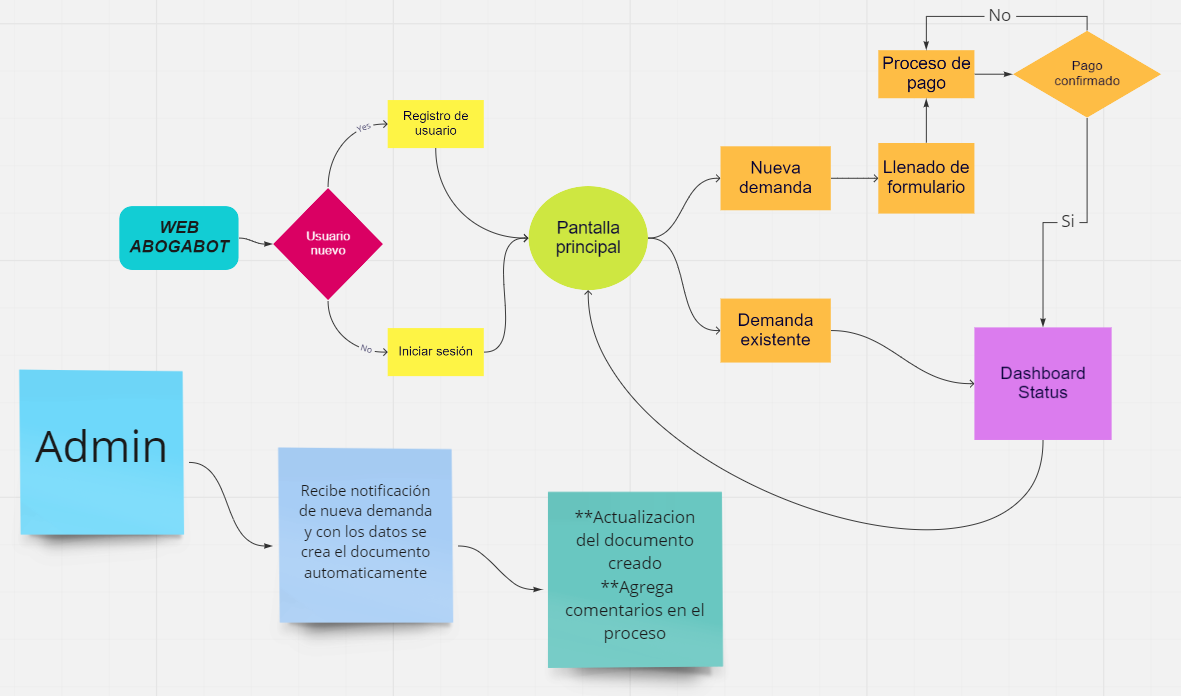 No
Proceso de
pago
Pago
confirmado
Registro de
usuario
Yes
Nueva
demanda
Llenado de
formulario
WEB
ABOGABOT
Usuario
nuevo
Pantalla
principal
Si
No
Iniciar sesión
Demanda
existente
Dashboard
Status
Admin
Recibe notificación
de nueva demanda
y con los datos se
crea el documento
automaticamente
**Actualizacion
del documento
creado
**Agrega
comentarios en el
proceso